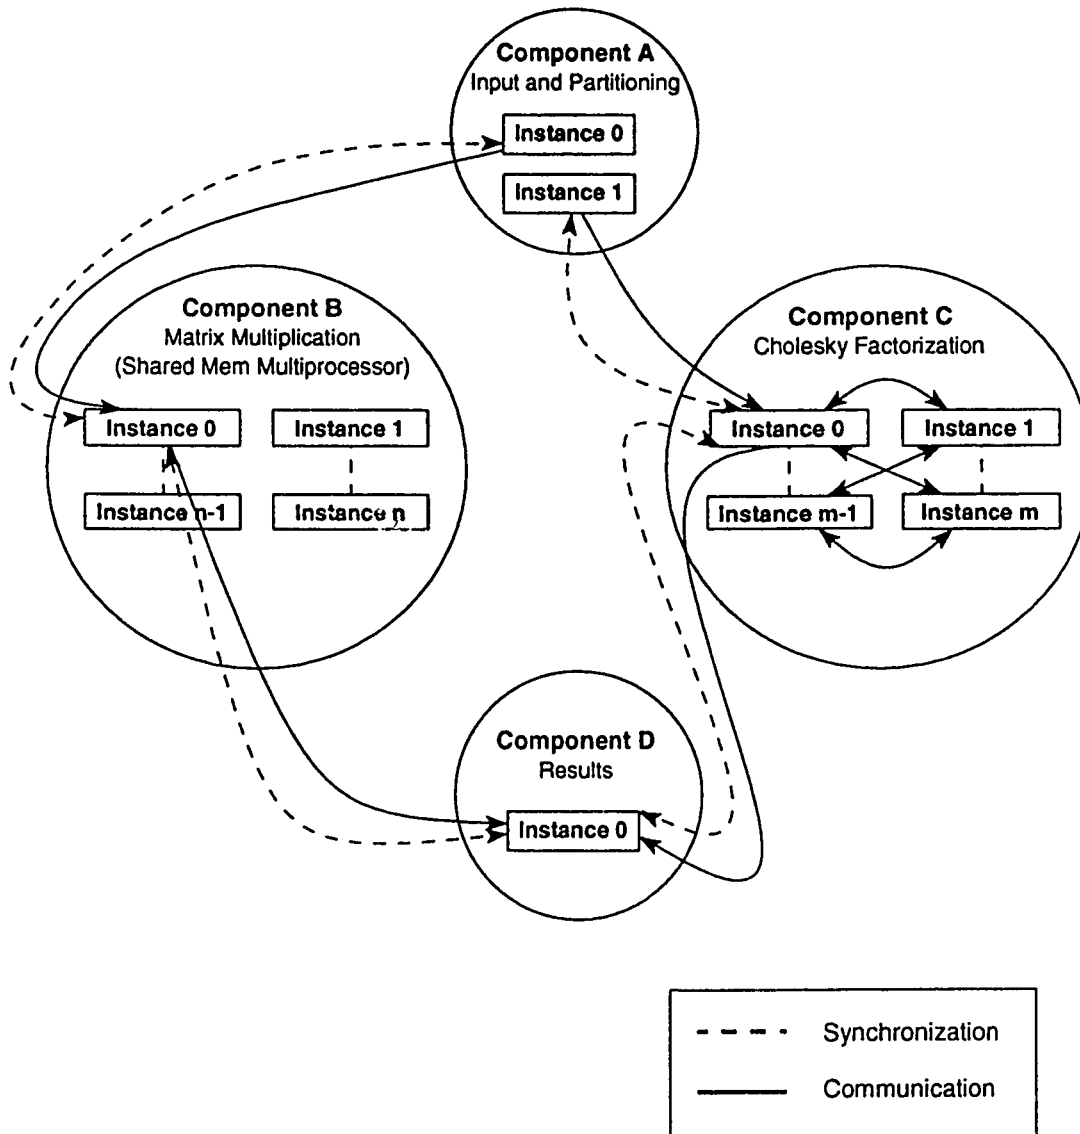 Component A
Input and Partitioning
Instance 0
Instance 1
Component B
Matrix Multiplication
(Shared Mem Multiprocessor)
Instance 0
Instance 1
Instance n-1
Instance n
Component C
Cholesky Factorization
Instance 0
Instance 1
Instance m-1
Instance m
Component D
Results
Instance 0
Synchronization
Communication